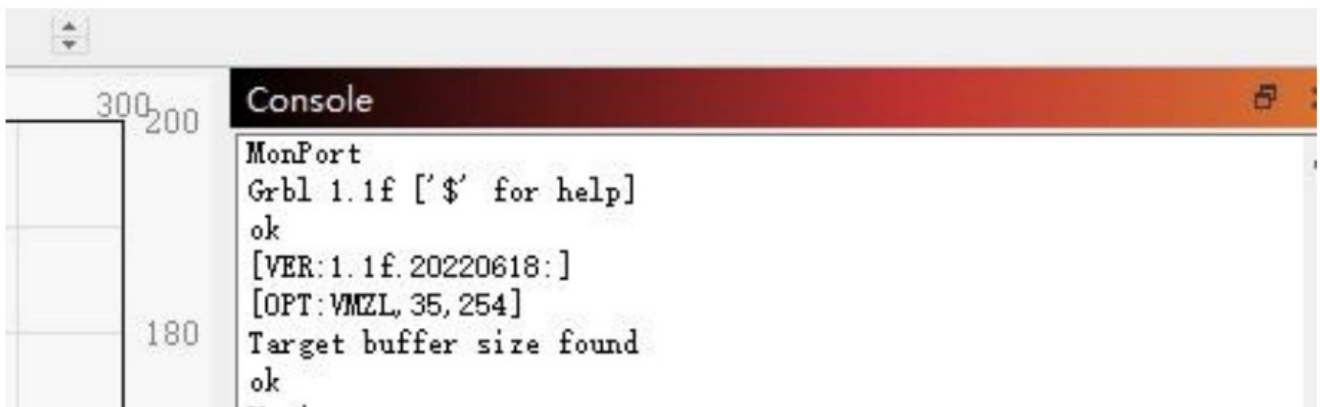 300
200
Console
MonPort
Grbl 1.1f ['$' for help]
ok
[VER:1.1f.20220618:]
[OPT:VMZL,35,254]
180
Target buffer size found
ok